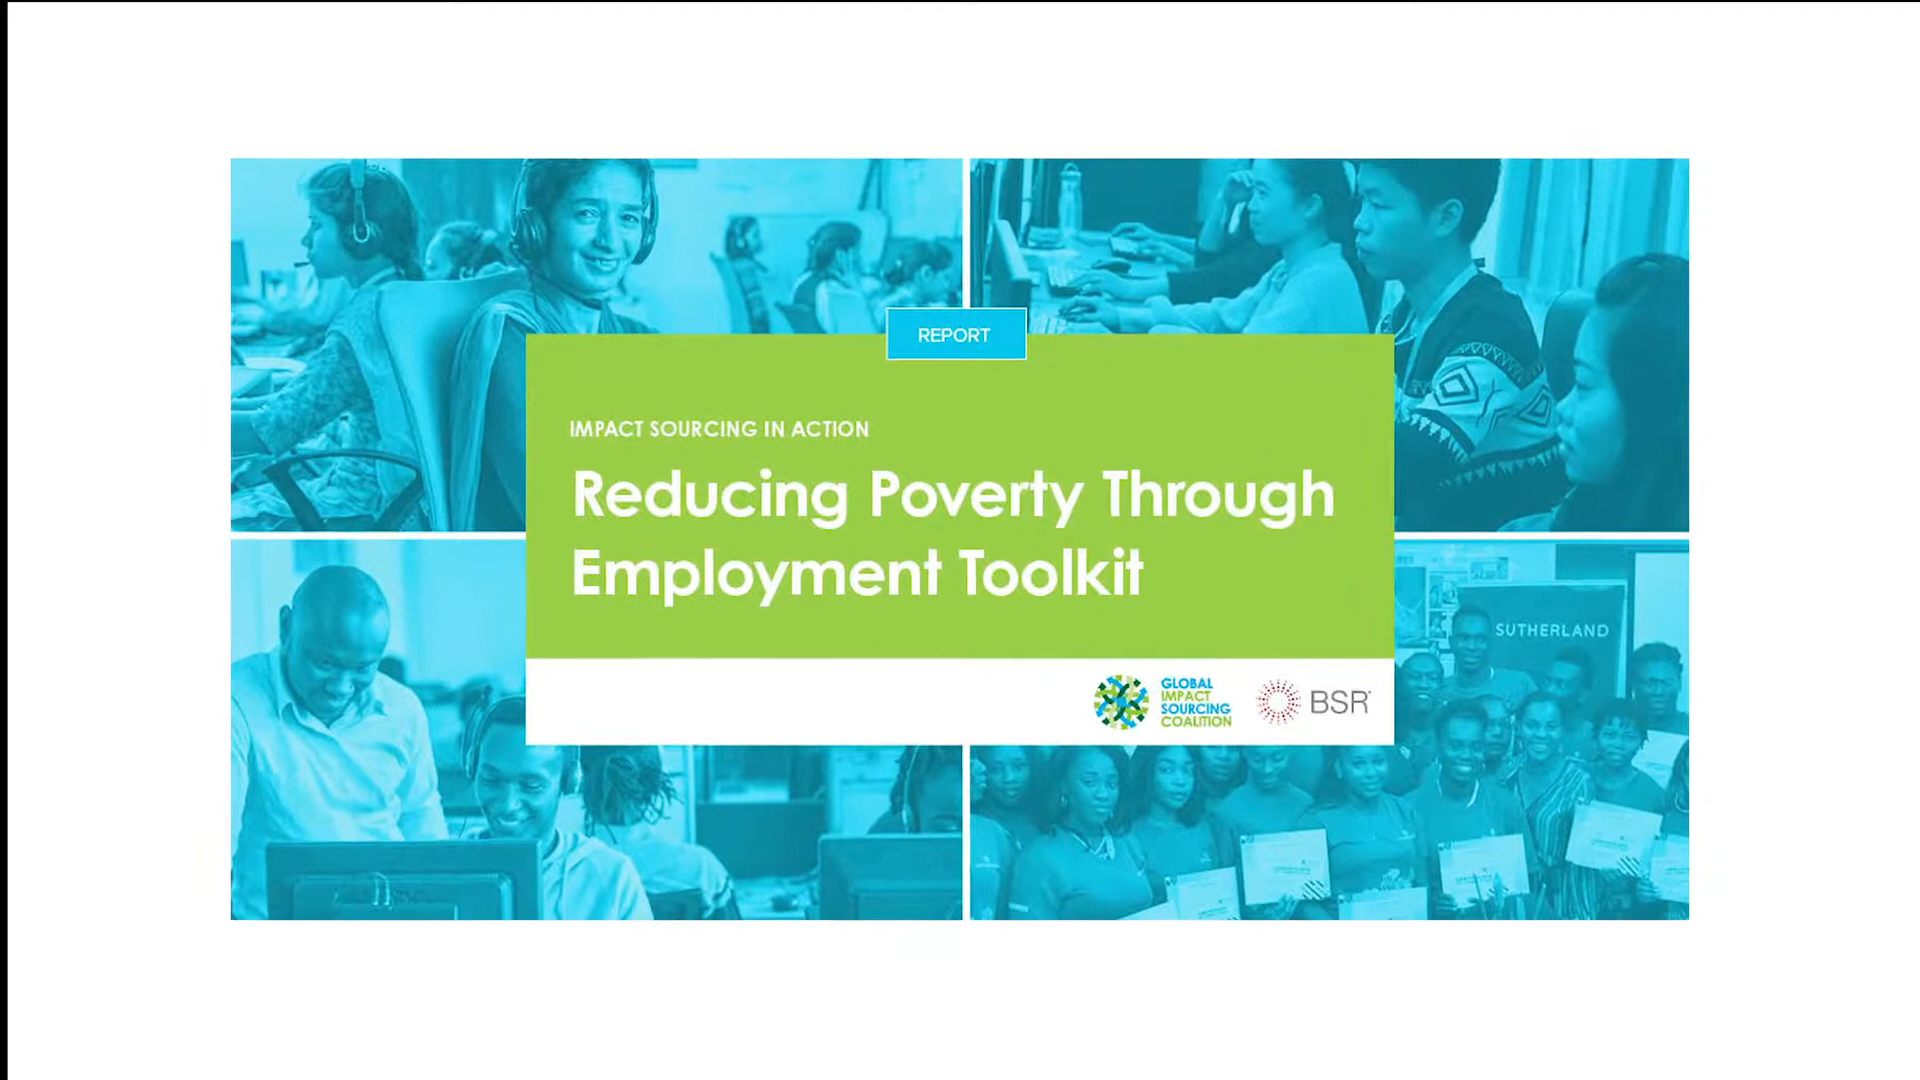 REPORT
IMPACT SOURCING IN ACTION
Reducing Poverty Through
Employment Toolkit
SUTHERLAND
GLOBAL
IMPACT
SOURCING
COALITION
BSR